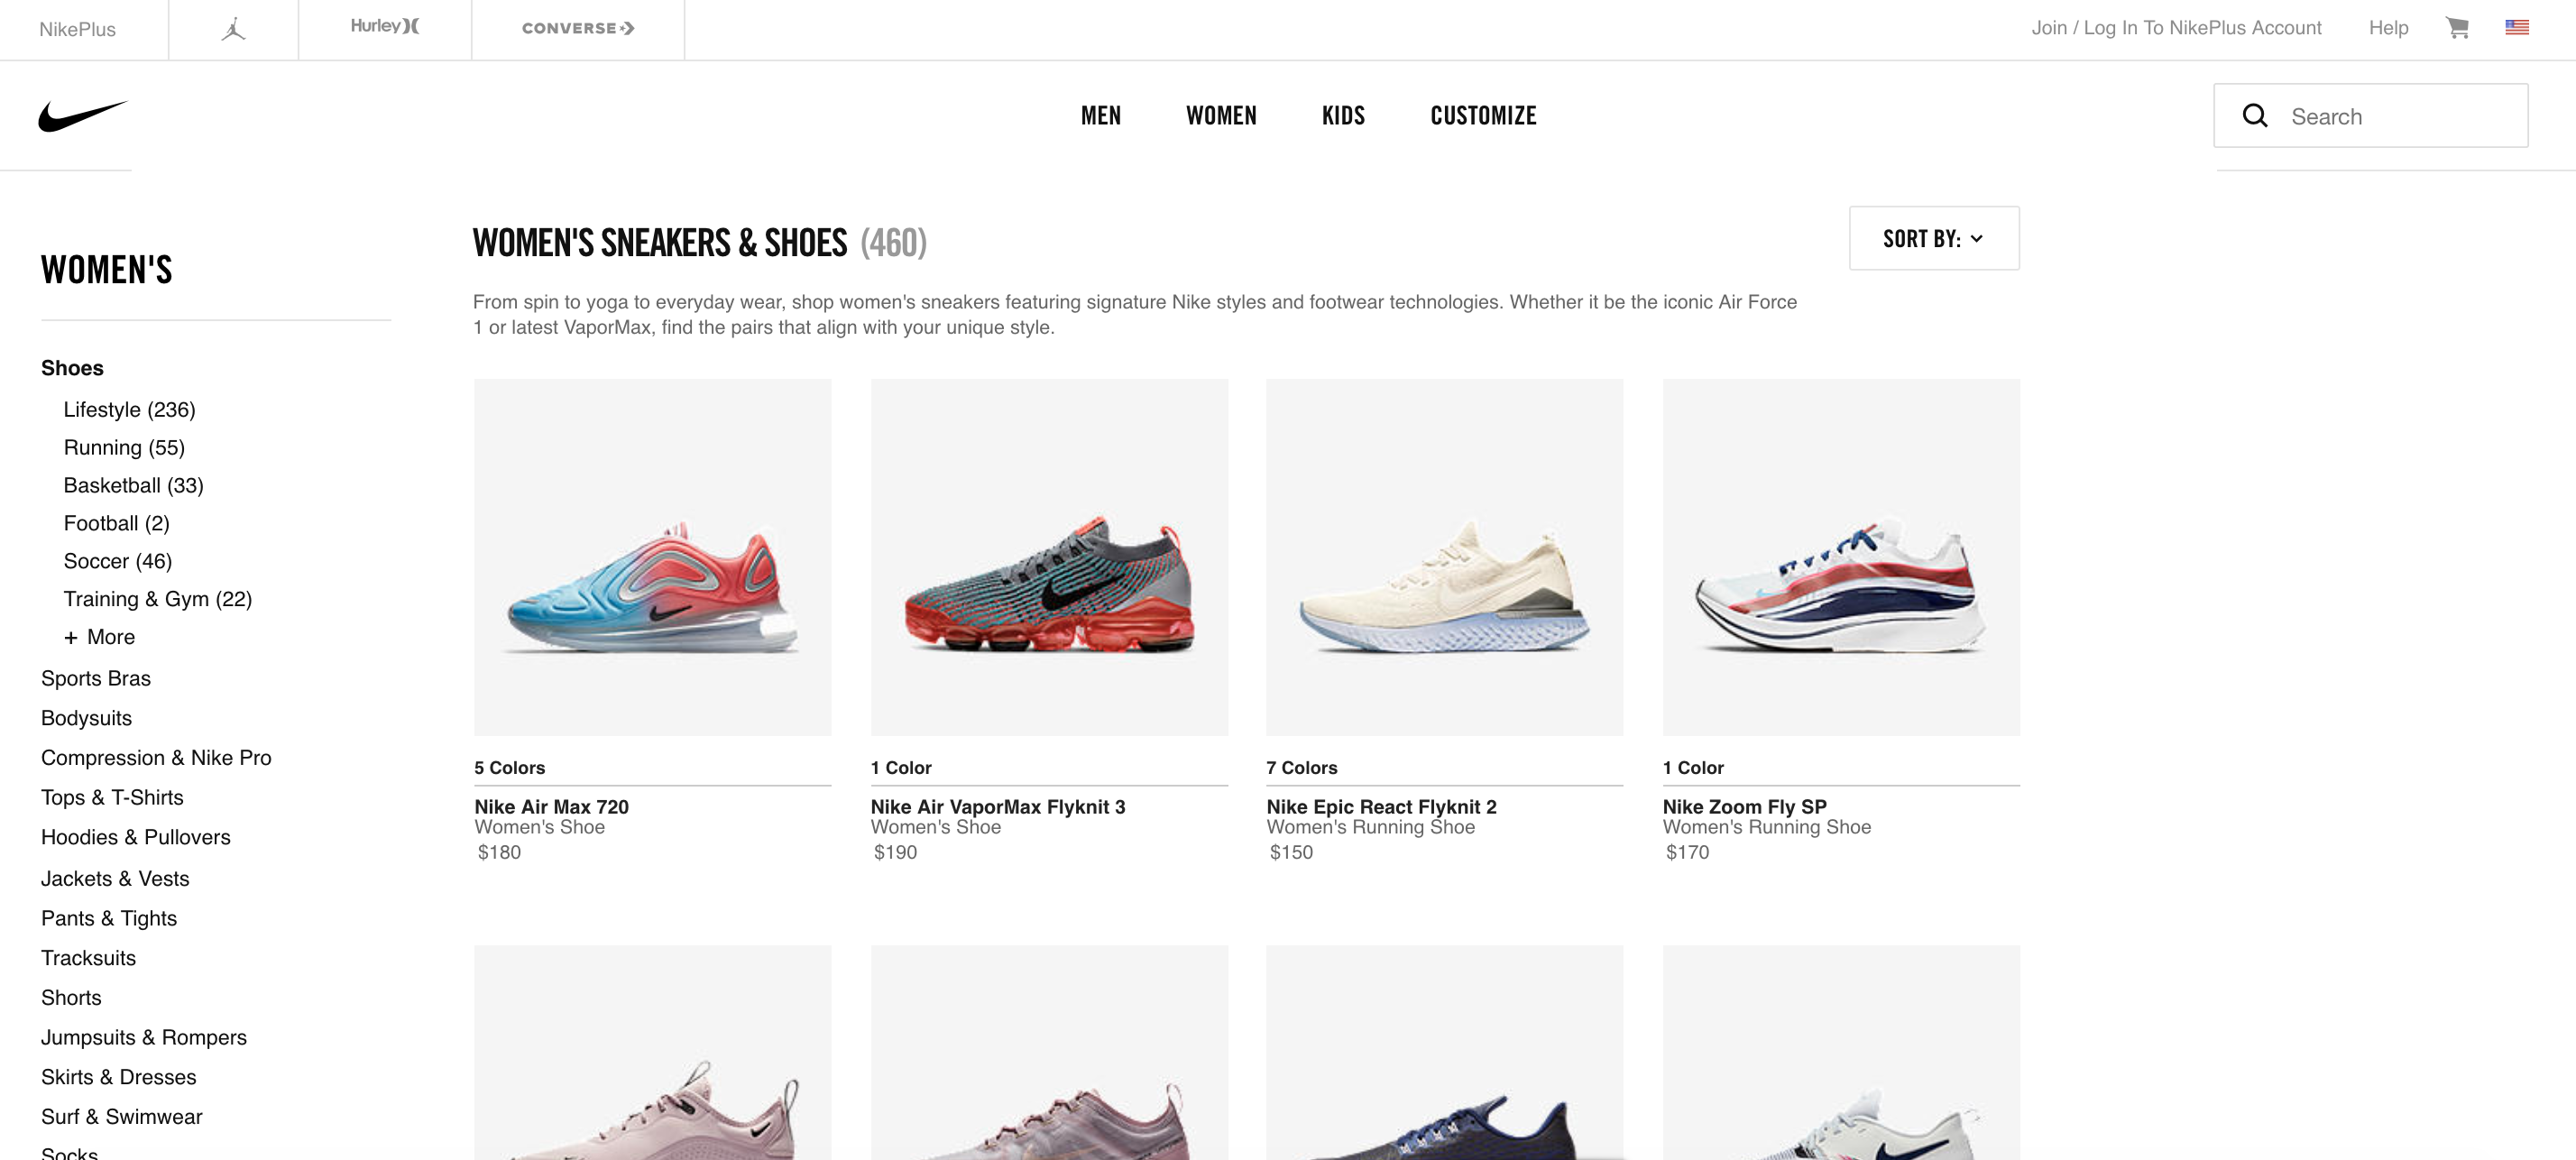 NikePlus
Hurley
CONVERSE
Join / Log In To NikePlus Account
Help
MEN
WOMEN
KIDS
CUSTOMIZE
Search
WOMEN'S
Shoes
Lifestyle (236)
Running (55)
Basketball (33)
Football (2)
Soccer (46)
Training & Gym (22)
+ More
Sports Bras
Bodysuits
Compression & Nike Pro
Tops & T-Shirts
Hoodies & Pullovers
Jackets & Vests
Pants & Tights
Tracksuits
Shorts
Jumpsuits & Rompers
Skirts & Dresses
Surf & Swimwear
Socks
WOMEN'S SNEAKERS & SHOES (460)
SORT BY:
From spin to yoga to everyday wear, shop women's sneakers featuring signature Nike styles and footwear technologies. Whether it be the iconic Air Force
1 or latest VaporMax, find the pairs that align with your unique style.
5 Colors
Nike Air Max 720
Women's Shoe
$180
1 Color
Nike Air VaporMax Flyknit 3
Women's Shoe
$190
7 Colors
Nike Epic React Flyknit 2
Women's Running Shoe
$150
1 Color
Nike Zoom Fly SP
Women's Running Shoe
$170